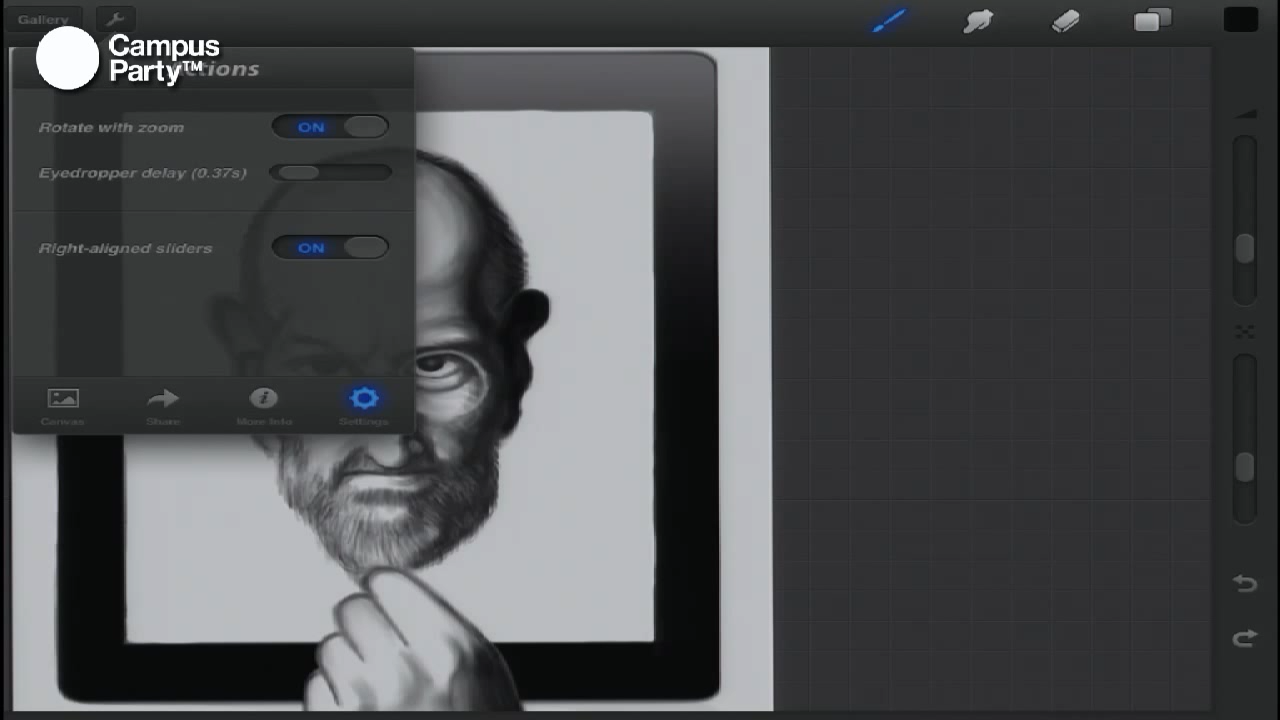 Gallery
Campus
Party™
Actions
Rotate with zoom
ON
Eyedropper delay (0.37s)
Right-aligned sliders
ON
Canvas
Share
More Info
Settings